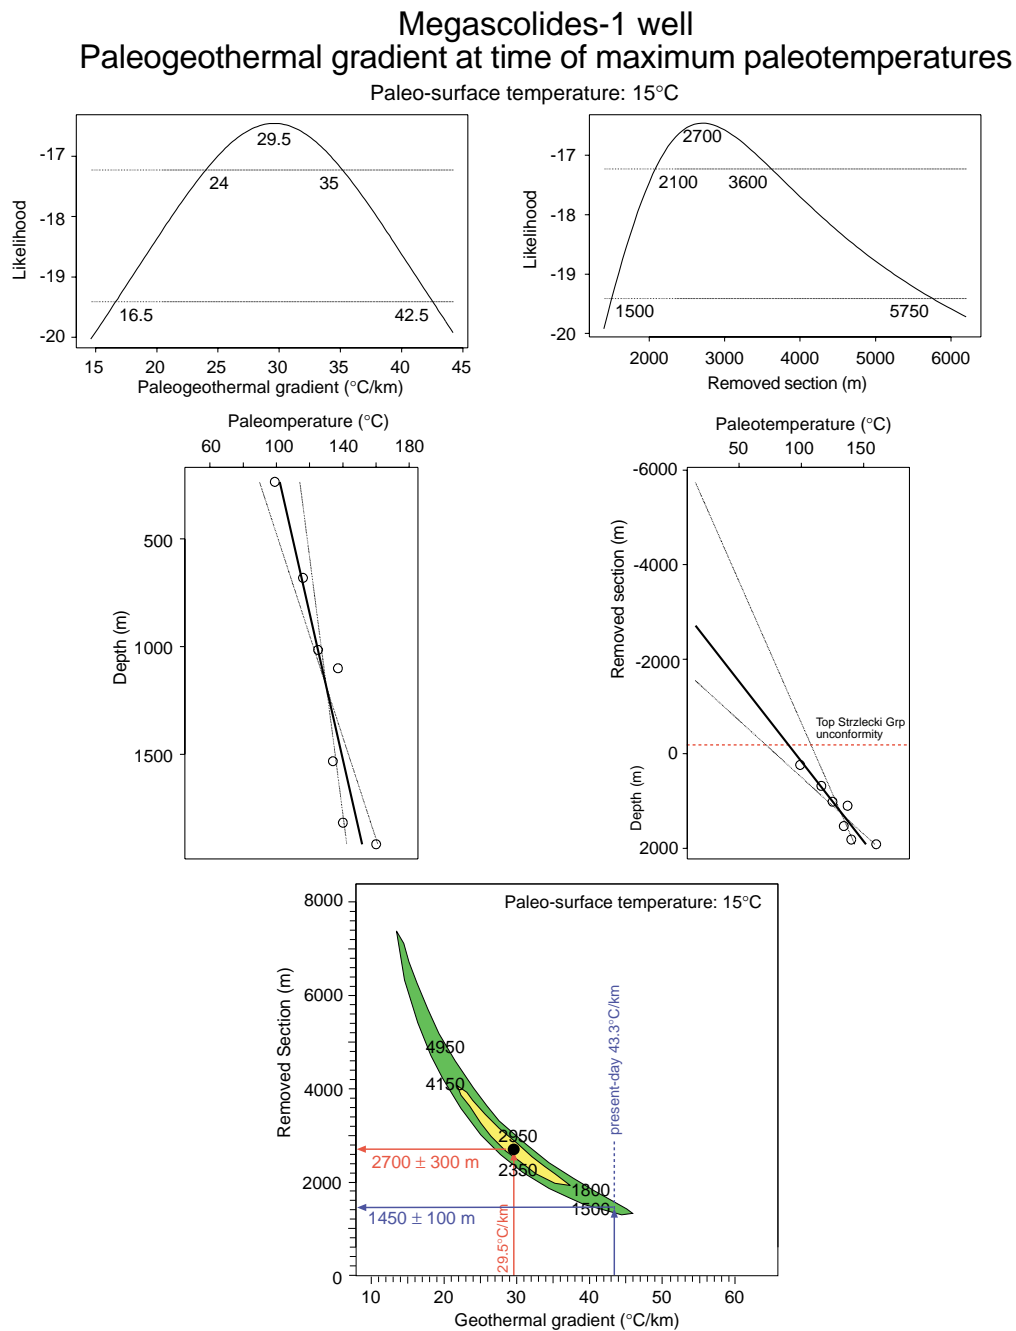 Megascolides-1 well
Paleogeothermal gradient at time of maximum paleotemperatures
Paleo-surface temperature: 15°C
Likelihood
-17
-18
-19
-20
29.5
24
35
16.5
42.5
15 20 25 30 35 40 45
Paleogeothermal gradient (°C/km)
Likelihood
-17
-18
-19
-20
2700
2100
3600
1500
5750
2000 3000 4000 5000 6000
Removed section (m)
Paleomperature (°C)
60 100 140 180
Depth (m)
500
1000
1500
Paleotemperature (°C)
50 100 150
Removed section (m)
Depth (m)
-6000
-4000
-2000
0
2000
Top Strzlecki Grp
unconformity
Paleo-surface temperature: 15°C
Removed Section (m)
8000
6000
4000
2000
0
4950
4150
2950
2350
1800
1500
2700 ± 300 m
1450 ± 100 m
29.5°C/km
present-day 43.3°C/km
10 20 30 40 50 60
Geothermal gradient (°C/km)